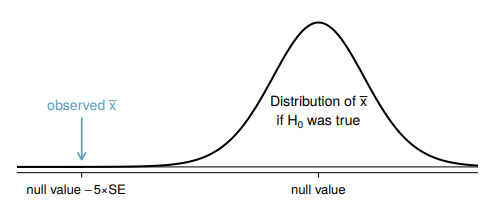 observed x̅
Distribution of x̅
if H₀ was true
null value −5×SE
null value